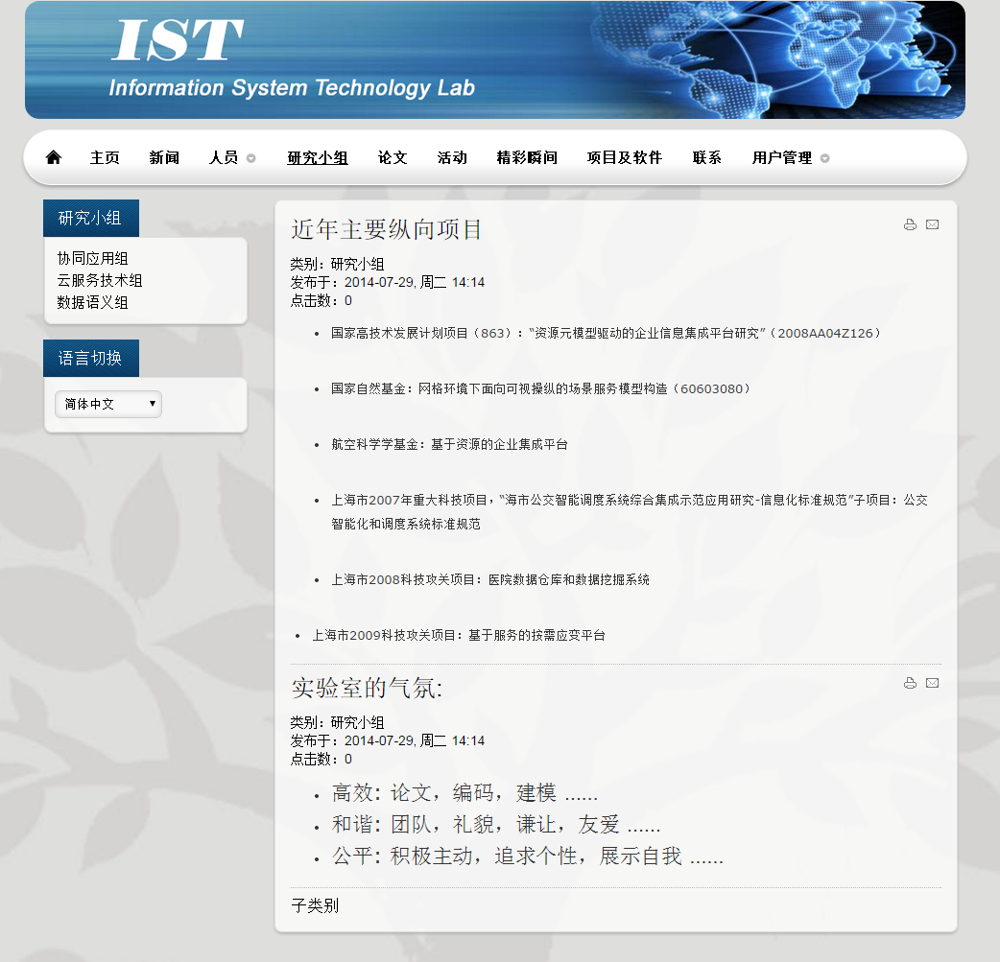 IST
Information System Technology Lab
主页 新闻 人员 研究小组 论文 活动 精彩瞬间 项目及软件 联系 用户管理
研究小组
协同应用组
云服务技术组
数据语义组
语言切换
简体中文
近年主要纵向项目
类别：研究小组
发布于：2014-07-29, 周二 14:14
点击数：0
国家高技术发展计划项目（863）：“资源元模型驱动的企业信息集成平台研究”（2008AA04Z126）
国家自然基金：网格环境下面向可视操纵的场景服务模型构造（60603080）
航空科学学基金：基于资源的企业集成平台
上海市2007年重大科技项目，“海市公交智能调度系统综合集成示范应用研究-信息化标准规范”子项目：公交
智能化和调度系统标准规范
上海市2008科技攻关项目：医院数据仓库和数据挖掘系统
上海市2009科技攻关项目：基于服务的按需应变平台
实验室的气氛:
类别：研究小组
发布于：2014-07-29, 周二 14:14
点击数：0
高效: 论文，编码，建模 ……
和谐: 团队，礼貌，谦让，友爱 ……
公平: 积极主动，追求个性，展示自我 ……
子类别